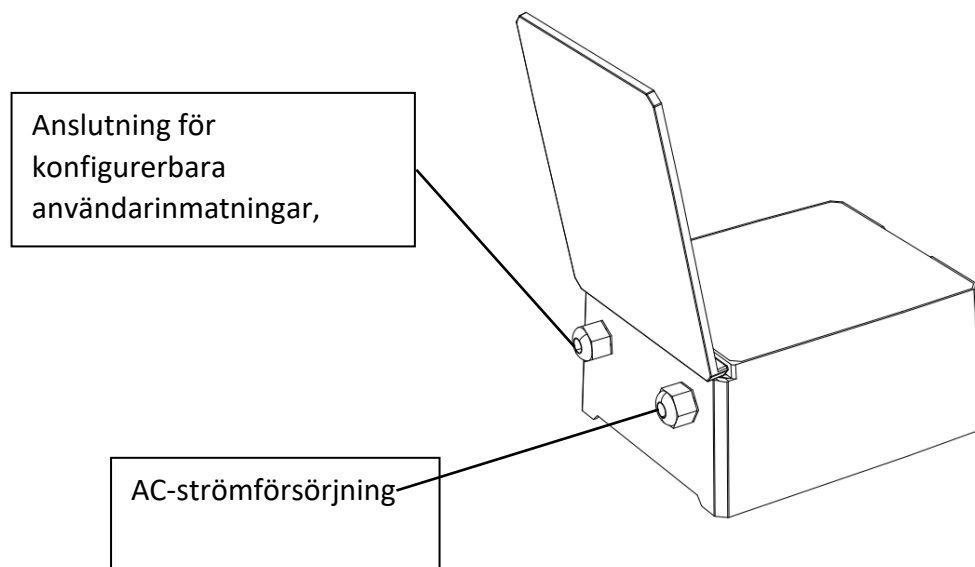 Anslutning för
konfigurerbara
användarinmatningar,
AC-strömförsörjning